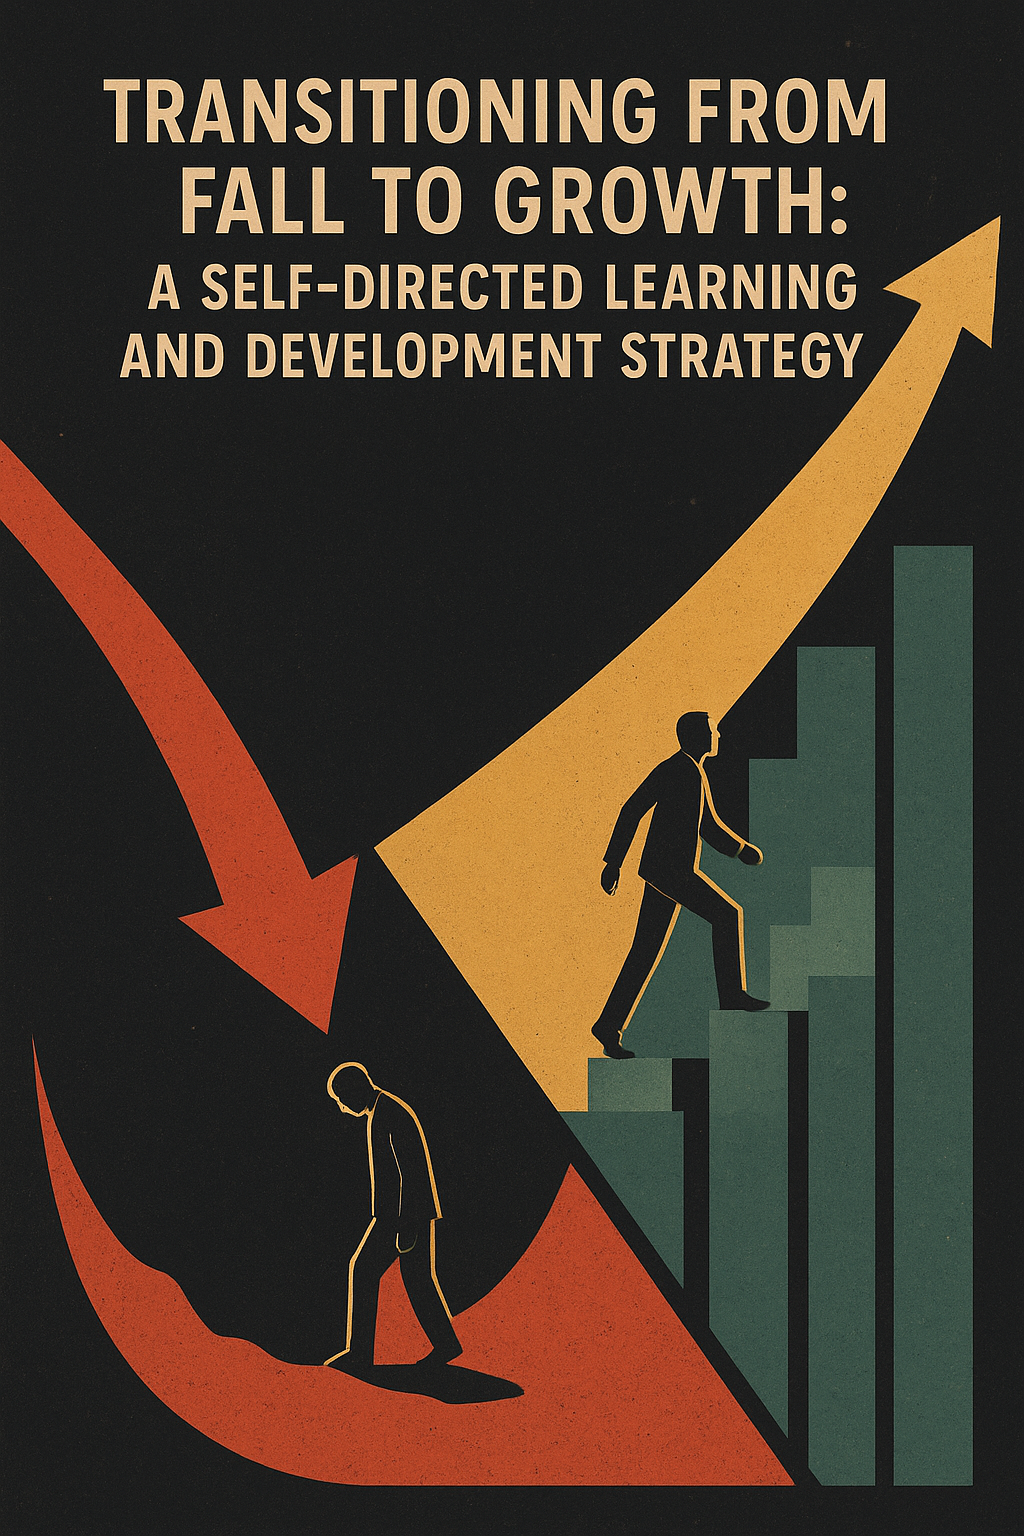 TRANSITIONING FROM
FALL TO GROWTH:
A SELF-DIRECTED LEARNING
AND DEVELOPMENT STRATEGY